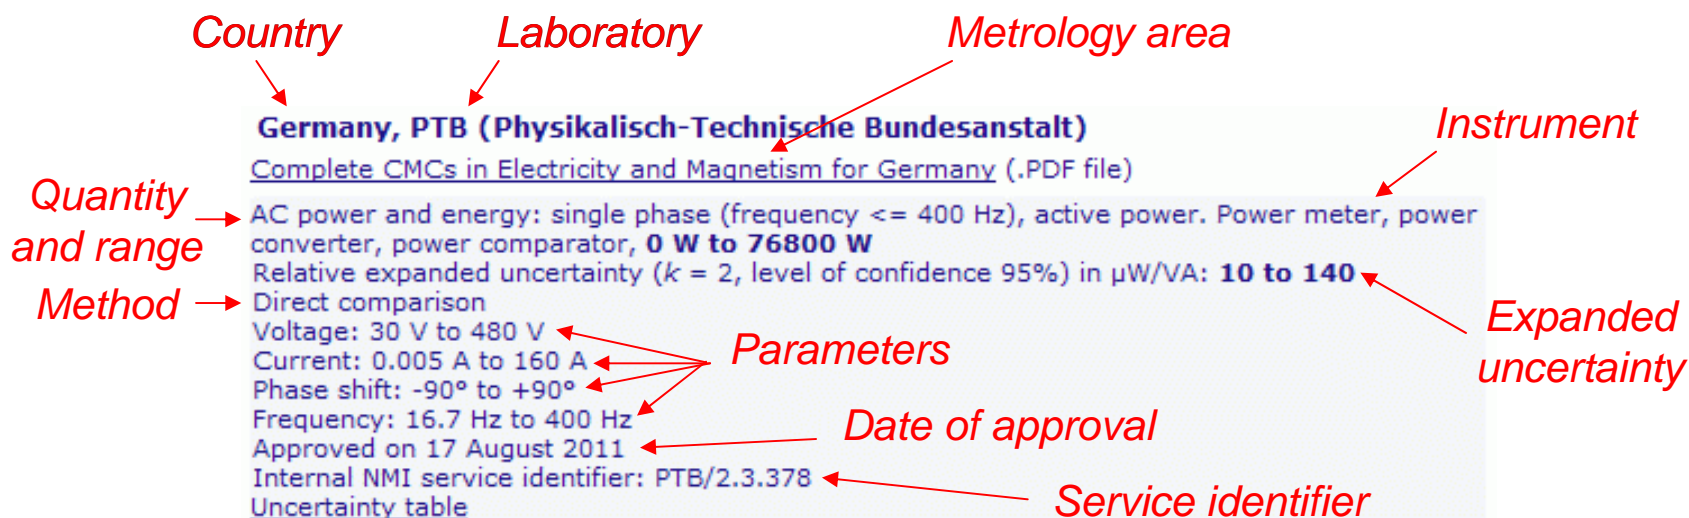 Country
Laboratory
Metrology area
Germany, PTB (Physikalisch-Technische Bundesanstalt)
Instrument
Complete CMCs in Electricity and Magnetism for Germany (.PDF file)
Quantity
and range
AC power and energy: single phase (frequency <= 400 Hz), active power. Power meter, power
converter, power comparator, 0 W to 76800 W
Relative expanded uncertainty (k = 2, level of confidence 95%) in µW/VA: 10 to 140
Method
Direct comparison
Voltage: 30 V to 480 V
Current: 0.005 A to 160 A
Phase shift: -90° to +90°
Frequency: 16.7 Hz to 400 Hz
Parameters
Expanded
uncertainty
Approved on 17 August 2011
Date of approval
Internal NMI service identifier: PTB/2.3.378
Service identifier
Uncertainty table